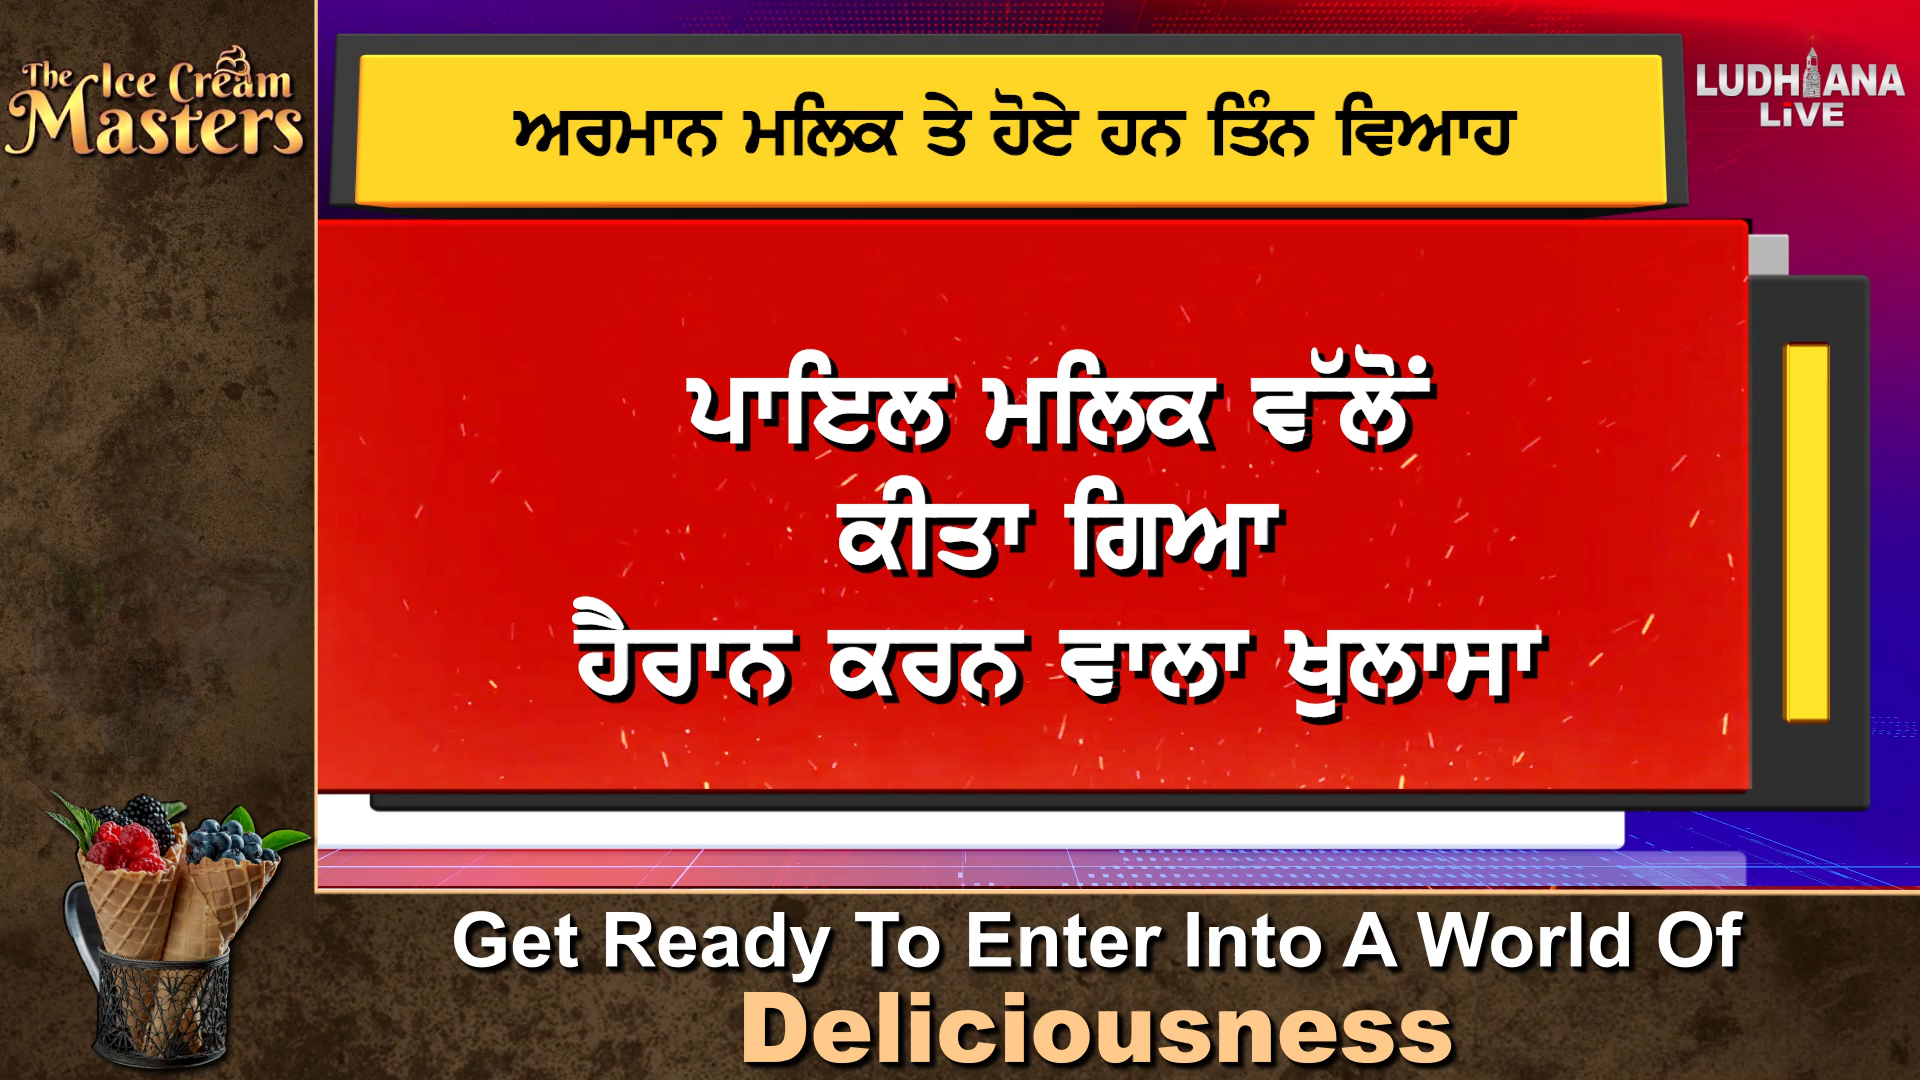 The Ice Cream
Masters
ਅਰਮਾਨ ਮਲਿਕ ਤੇ ਹੋਏ ਹਨ ਤਿੰਨ ਵਿਆਹ
LUDHIANA
LiVE
ਪਾਇਲ ਮਲਿਕ ਵੱਲੋਂ
ਕੀਤਾ ਗਿਆ
ਹੈਰਾਨ ਕਰਨ ਵਾਲਾ ਖੁਲਾਸਾ
Get Ready To Enter Into A World Of
Deliciousness